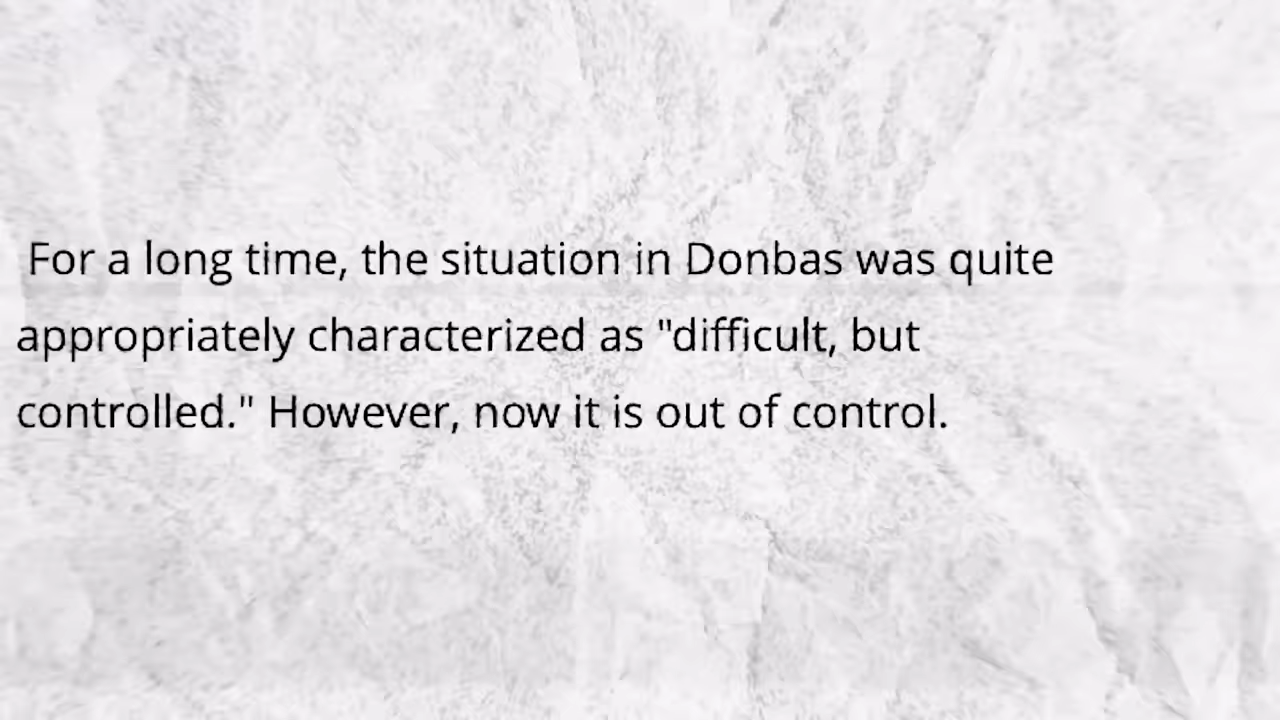 For a long time, the situation in Donbas was quite
appropriately characterized as "difficult, but
controlled." However, now it is out of control.